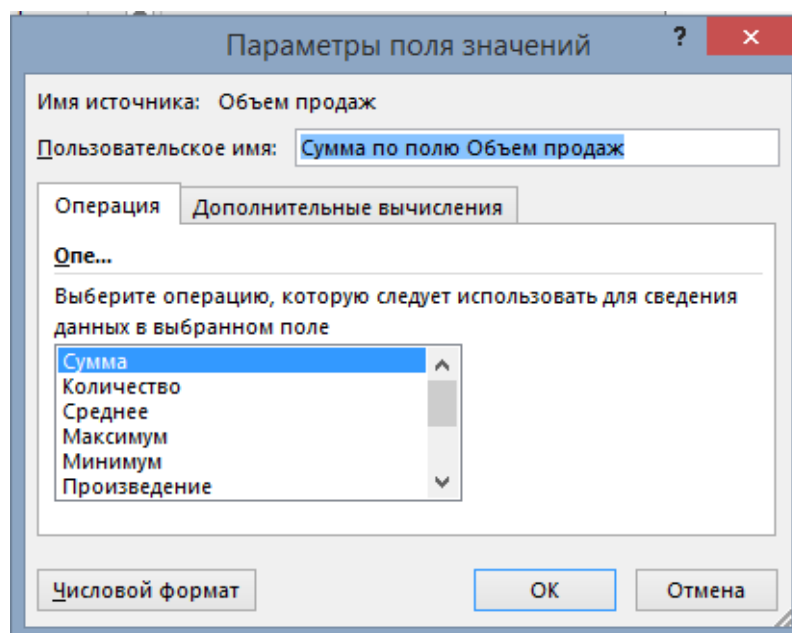 Параметры поля значений ? ×
Имя источника: Объем продаж
Пользовательское имя: Сумма по полю Объем продаж
Операция Дополнительные вычисления
Опе...
Выберите операцию, которую следует использовать для сведения
данных в выбранном поле
Сумма
Количество
Среднее
Максимум
Минимум
Произведение
Числовой формат ОК Отмена